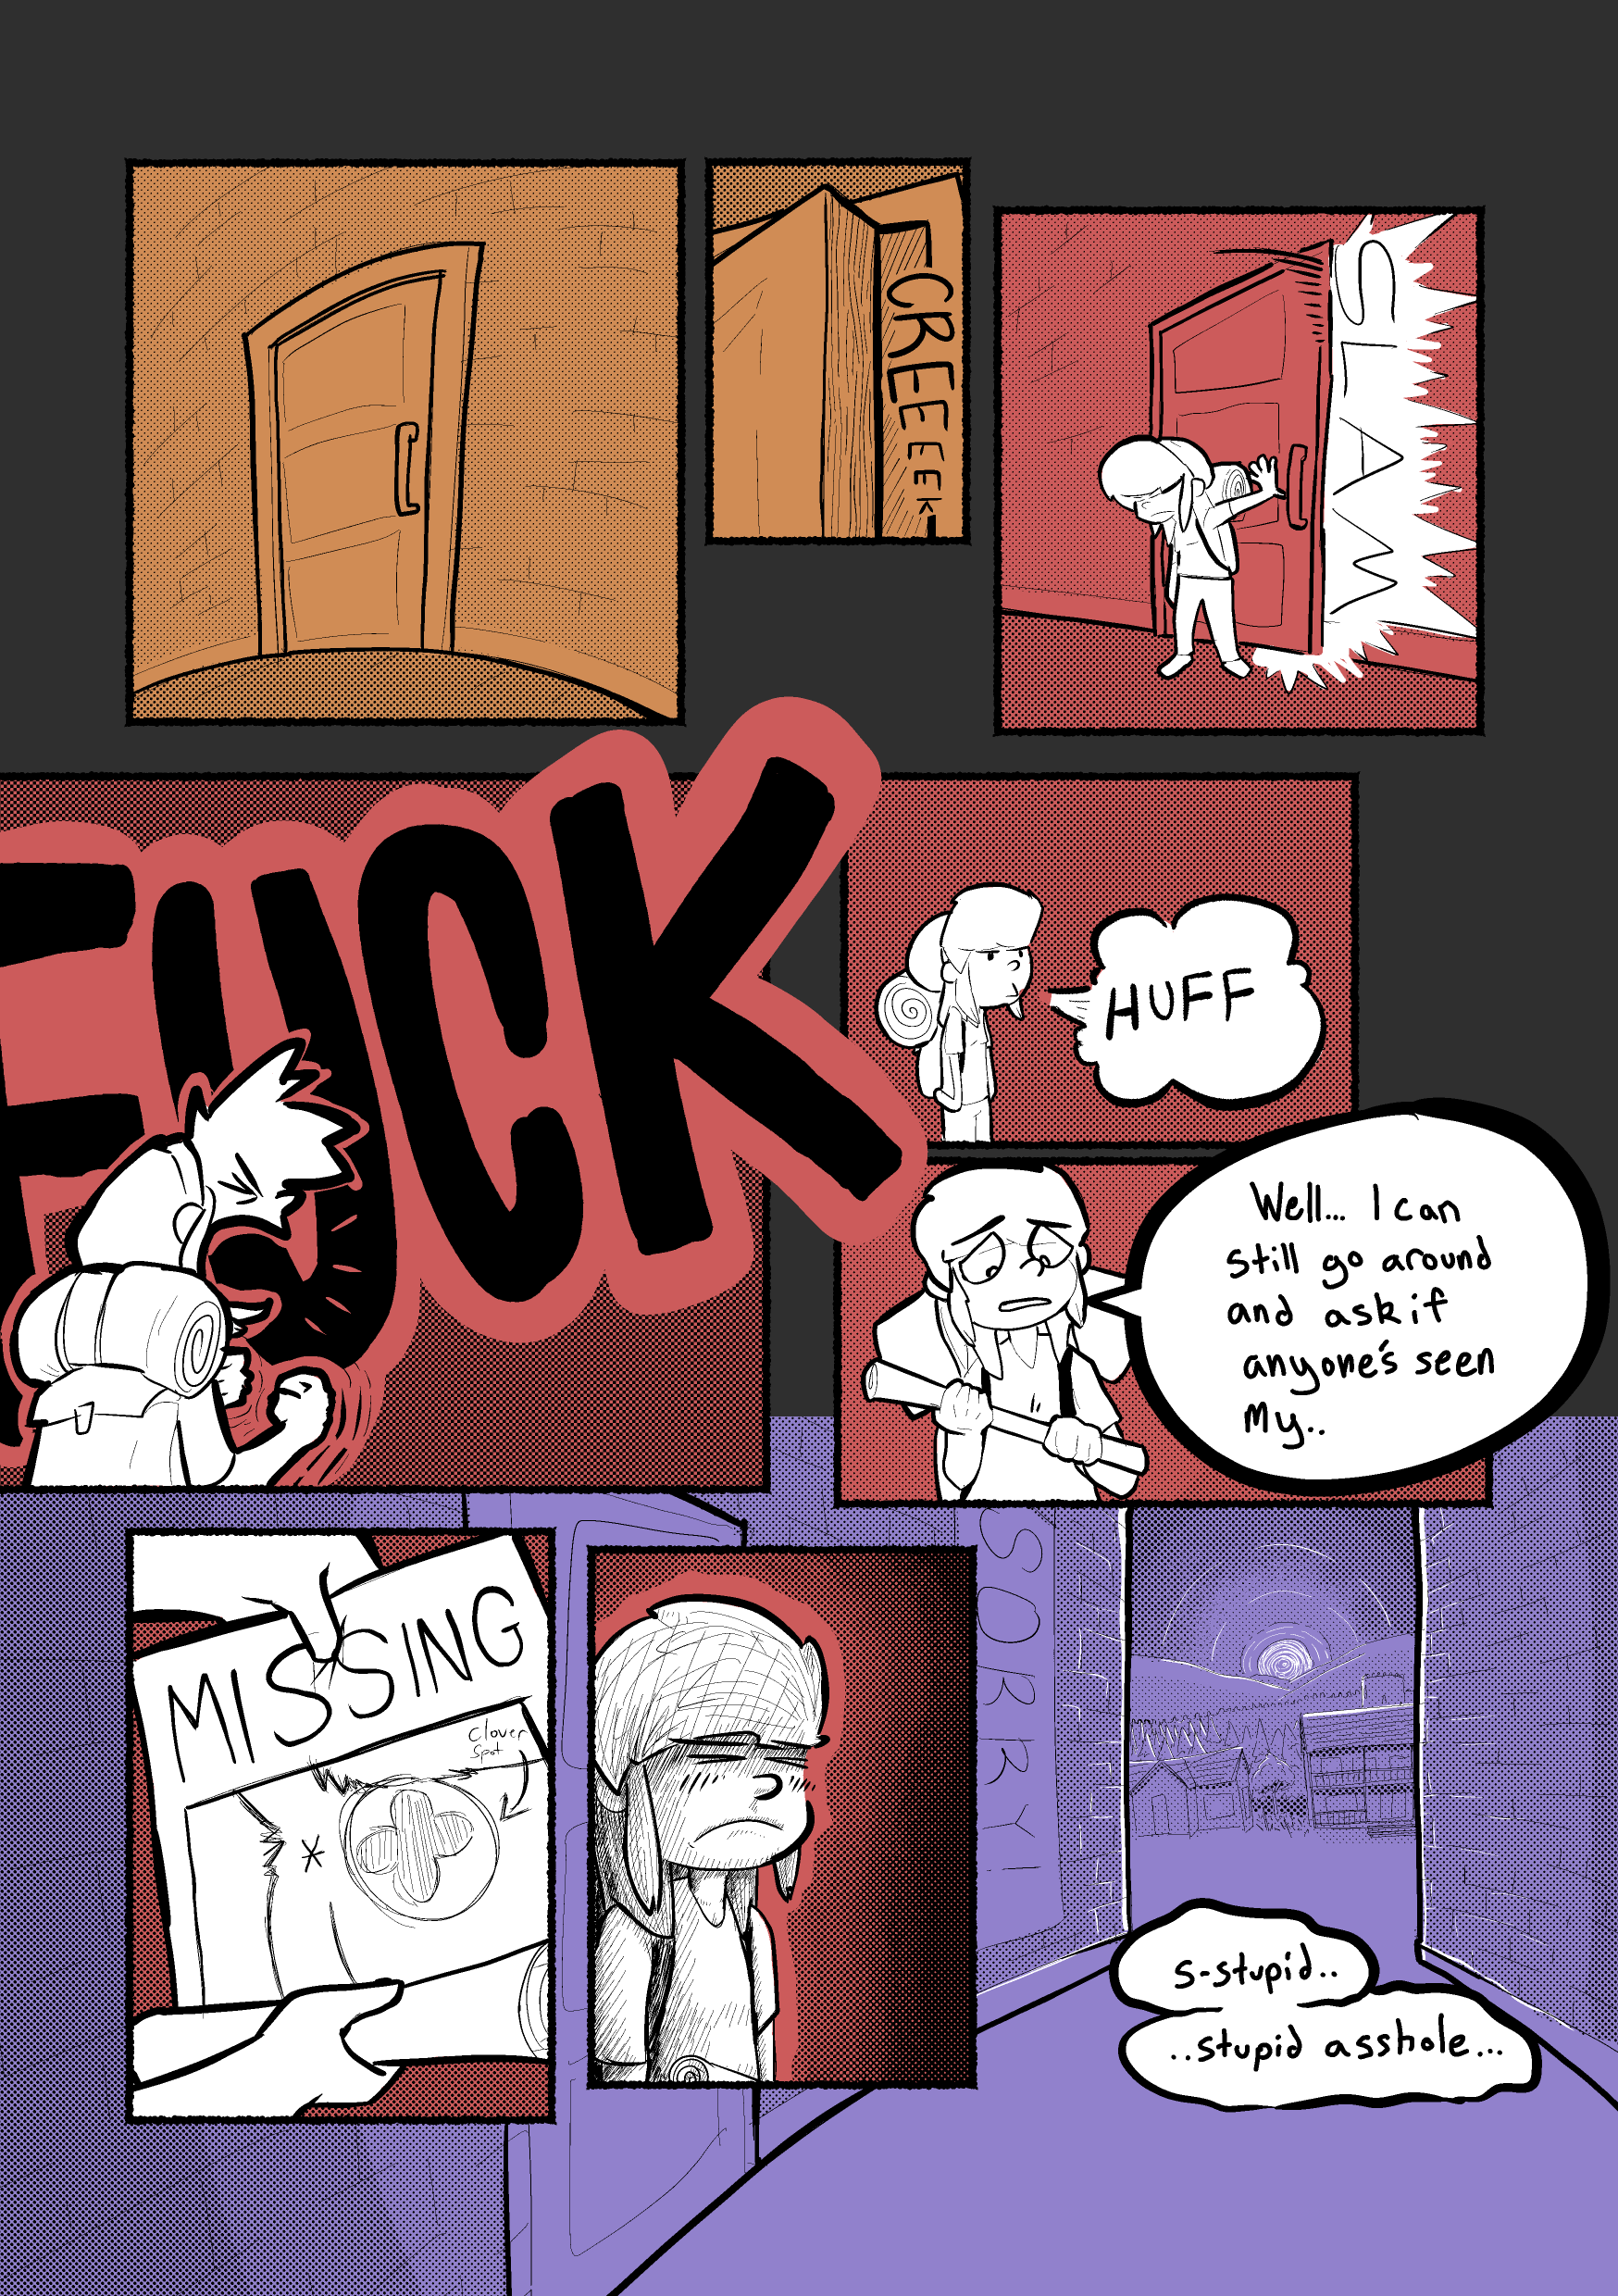 CREEEEEK
SLAM
FUCK
HUFF
Well... I can
still go around
and ask if
anyone's seen
My..
MISSING
Clover
Spot
*
SORRY!
s-stupid..
..stupid asshole...